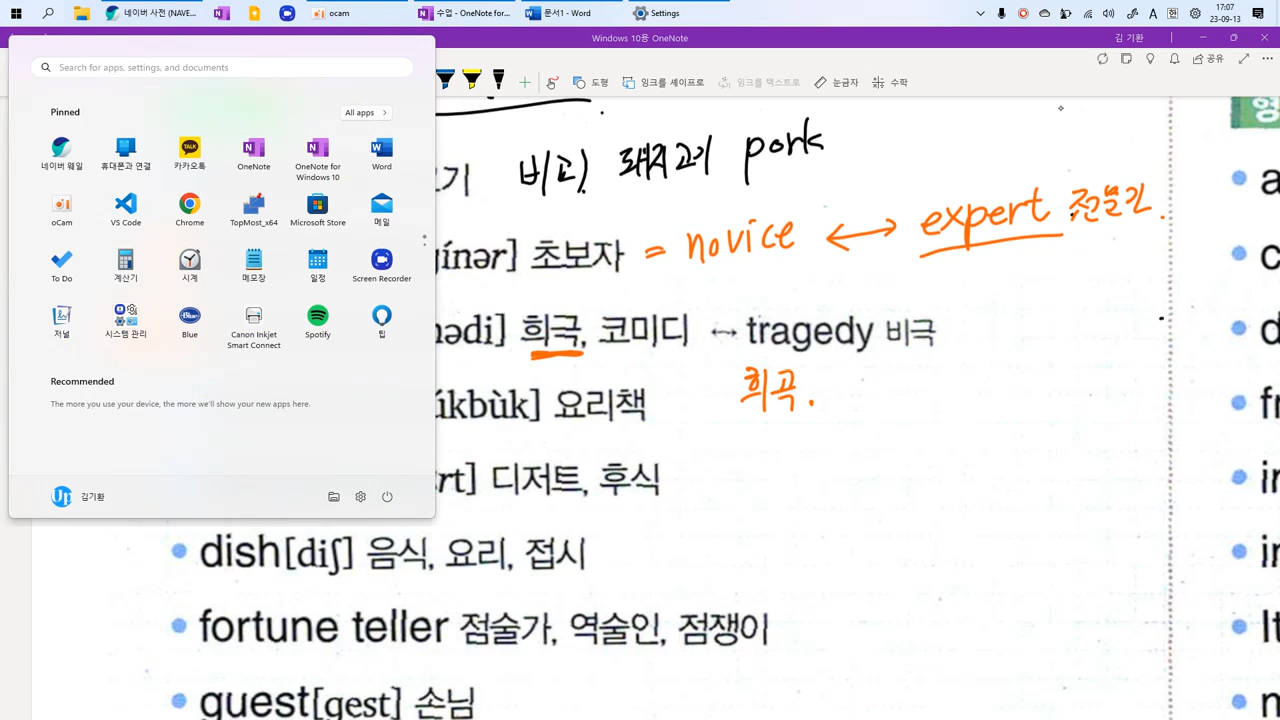 네이버 사전 (NAVE...
ocam
수업 - OneNote for...
문서1 - Word
Settings
A
한
17:07
23-09-13
Windows 10용 OneNote
김 기환
도형
잉크를 셰이프로
잉크를 텍스트로
눈금자
수학
공유
Search for apps, settings, and documents
Pinned
All apps
네이버 웨일
휴대폰과 연결
카카오톡
OneNote
OneNote for Windows 10
Word
oCam
VS Code
Chrome
TopMost_x64
Microsoft Store
메일
To Do
계산기
시계
메모장
일정
Screen Recorder
저널
시스템 관리
Blue
Canon Inkjet Smart Connect
Spotify
팁
Recommended
The more you use your device, the more we'll show your new apps here.
김기환
기 비교) 돼지고기 pork
ínər] 초보자 = novice ↔ expert 전문가.
ədi] 희극, 코미디 ↔ tragedy 비극
희곡.
úkbùk] 요리책
rt] 디저트, 후식
dish[diʃ] 음식, 요리, 접시
fortune teller 점술가, 역술인, 점쟁이
guest[gest] 손님